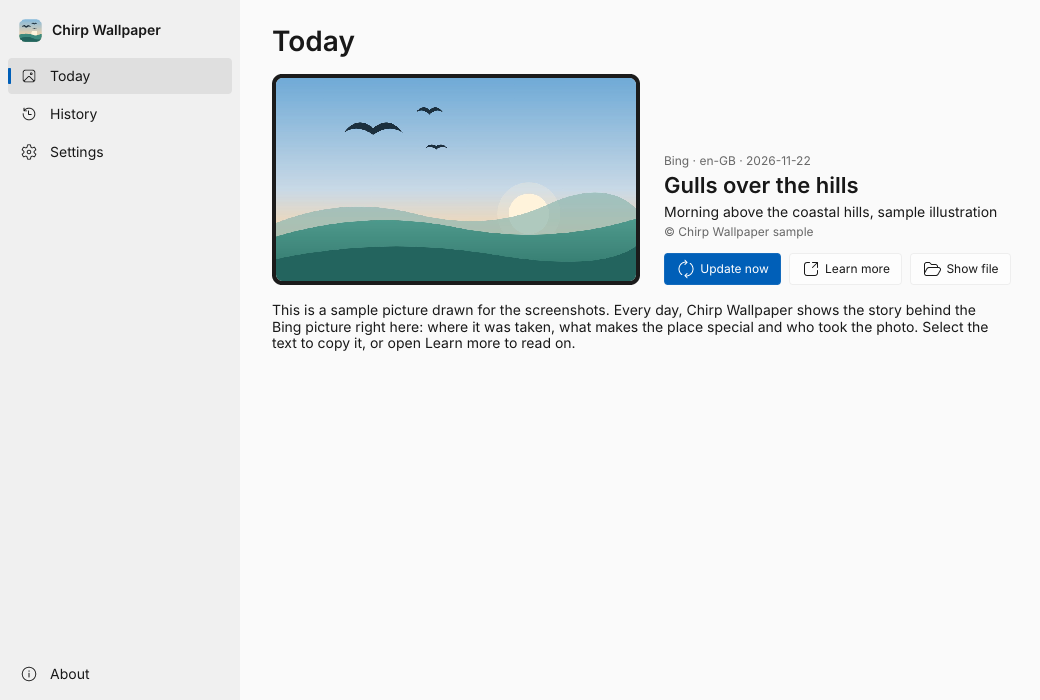 Chirp Wallpaper
Today
History
Settings
About
Today
Bing · en-GB · 2026-11-22
Gulls over the hills
Morning above the coastal hills, sample illustration
© Chirp Wallpaper sample
Update now
Learn more
Show file
This is a sample picture drawn for the screenshots. Every day, Chirp Wallpaper shows the story behind the
Bing picture right here: where it was taken, what makes the place special and who took the photo. Select the
text to copy it, or open Learn more to read on.